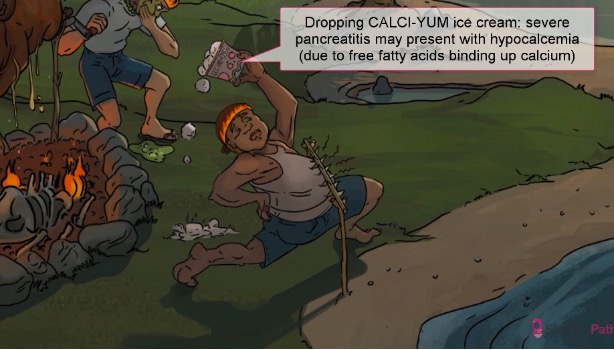 Dropping CALCI-YUM ice cream: severe
pancreatitis may present with hypocalcemia
(due to free fatty acids binding up calcium)
Path